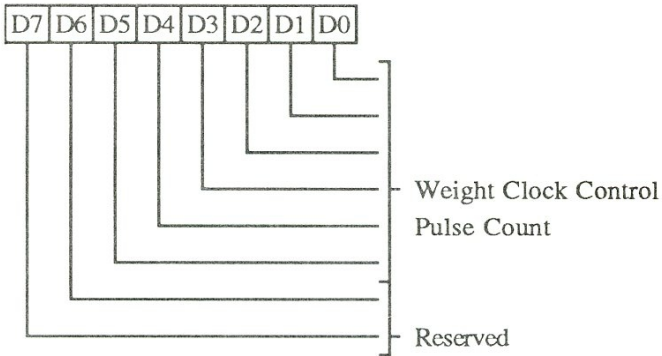 D7 D6 D5 D4 D3 D2 D1 D0
Weight Clock Control
Pulse Count
Reserved